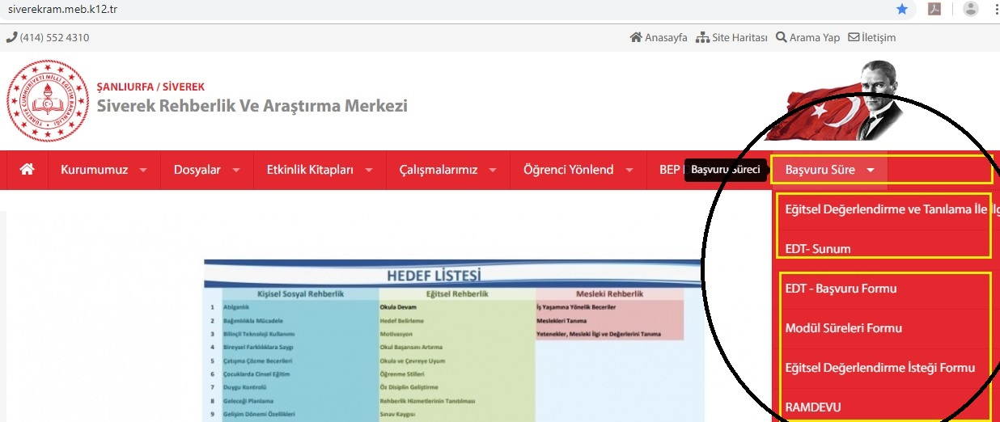 siverekram.meb.k12.tr
(414) 552 4310
Anasayfa Site Haritası Arama Yap İletişim
ŞANLIURFA / SİVEREK
Siverek Rehberlik Ve Araştırma Merkezi
Kurumumuz Dosyalar Etkinlik Kitapları Çalışmalarımız Öğrenci Yönlend BEP Başvuru Süreci Başvuru Süre
Eğitsel Değerlendirme ve Tanılama İle İlg
EDT- Sunum
EDT - Başvuru Formu
Modül Süreleri Formu
Eğitsel Değerlendirme İsteği Formu
RAMDEVU
HEDEF LİSTESİ
Kişisel Sosyal Rehberlik Eğitsel Rehberlik Mesleki Rehberlik
1 Atılganlık Okula Devam İş Yaşamına Yönelik Beceriler
2 Bağımlılıkla Mücadele Hedef Belirleme Meslekleri Tanıma
3 Bilinçli Teknoloji Kullanımı Motivasyon Yetenekler, Mesleki İlgi ve Değerlerini Tanıma
4 Bireysel Farklılıklara Saygı Okul Başarısını Artırma
5 Çatışma Çözme Becerileri Okula ve Çevreye Uyum
6 Çocuklarda Cinsel Eğitim Öğrenme Stilleri
7 Duygu Kontrolü Öz Disiplin Geliştirme
8 Geleceği Planlama Rehberlik Hizmetlerinin Tanıtılması
9 Gelişim Dönemi Özellikleri Sınav Kaygısı